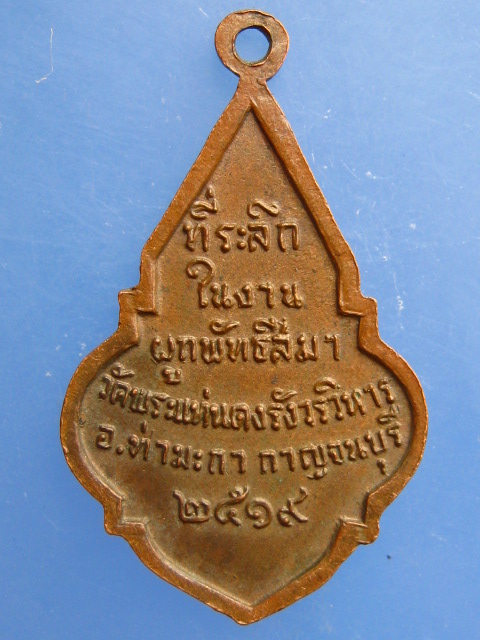 ที่ระลึก
ในงาน
ผูกพัทธสีมา
วัดพระแท่นดงรังวรวิหาร
อ.ท่ามะกา กาญจนบุรี
๒๕๑๙